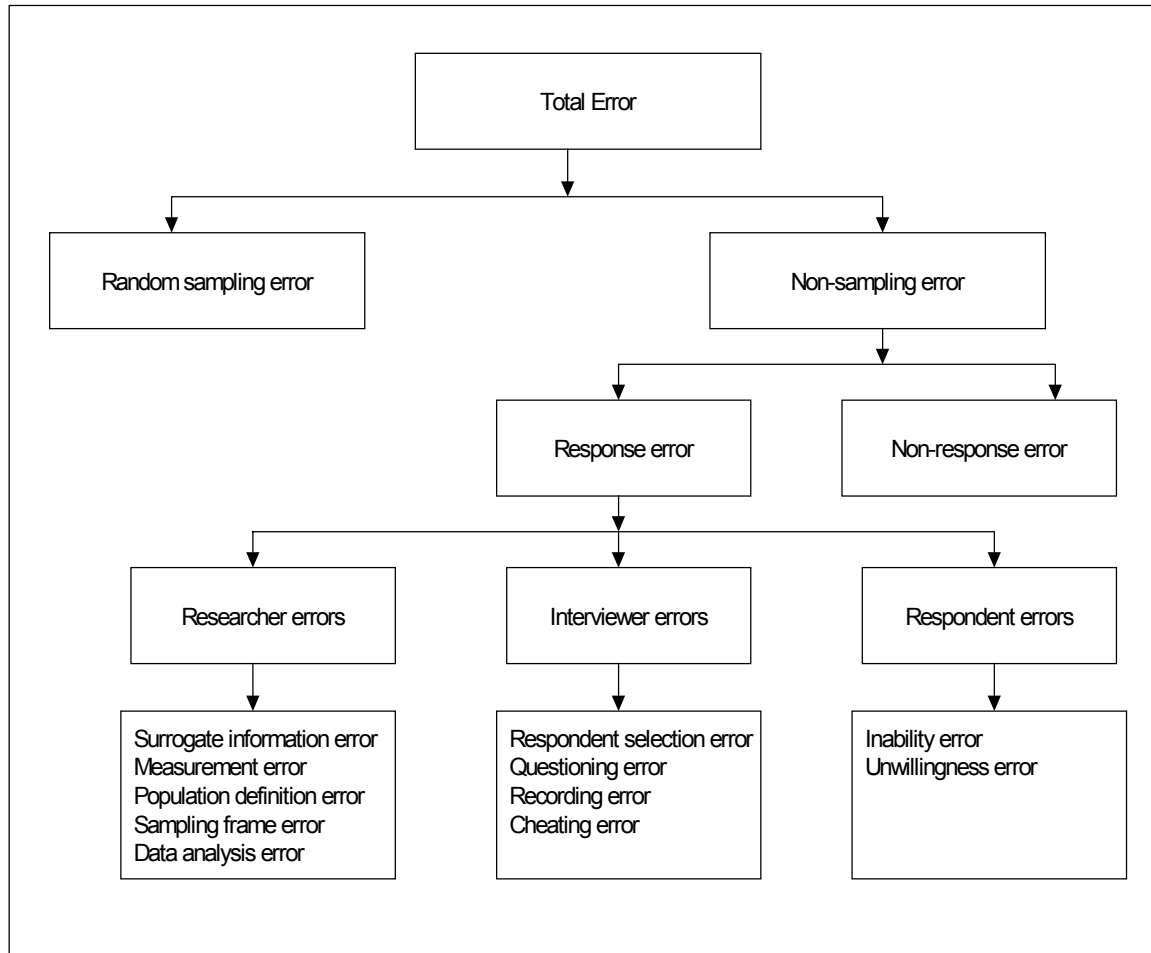 Total Error
Random sampling error
Non-sampling error
Response error
Non-response error
Researcher errors
Interviewer errors
Respondent errors
Surrogate information error
Measurement error
Population definition error
Sampling frame error
Data analysis error
Respondent selection error
Questioning error
Recording error
Cheating error
Inability error
Unwillingness error